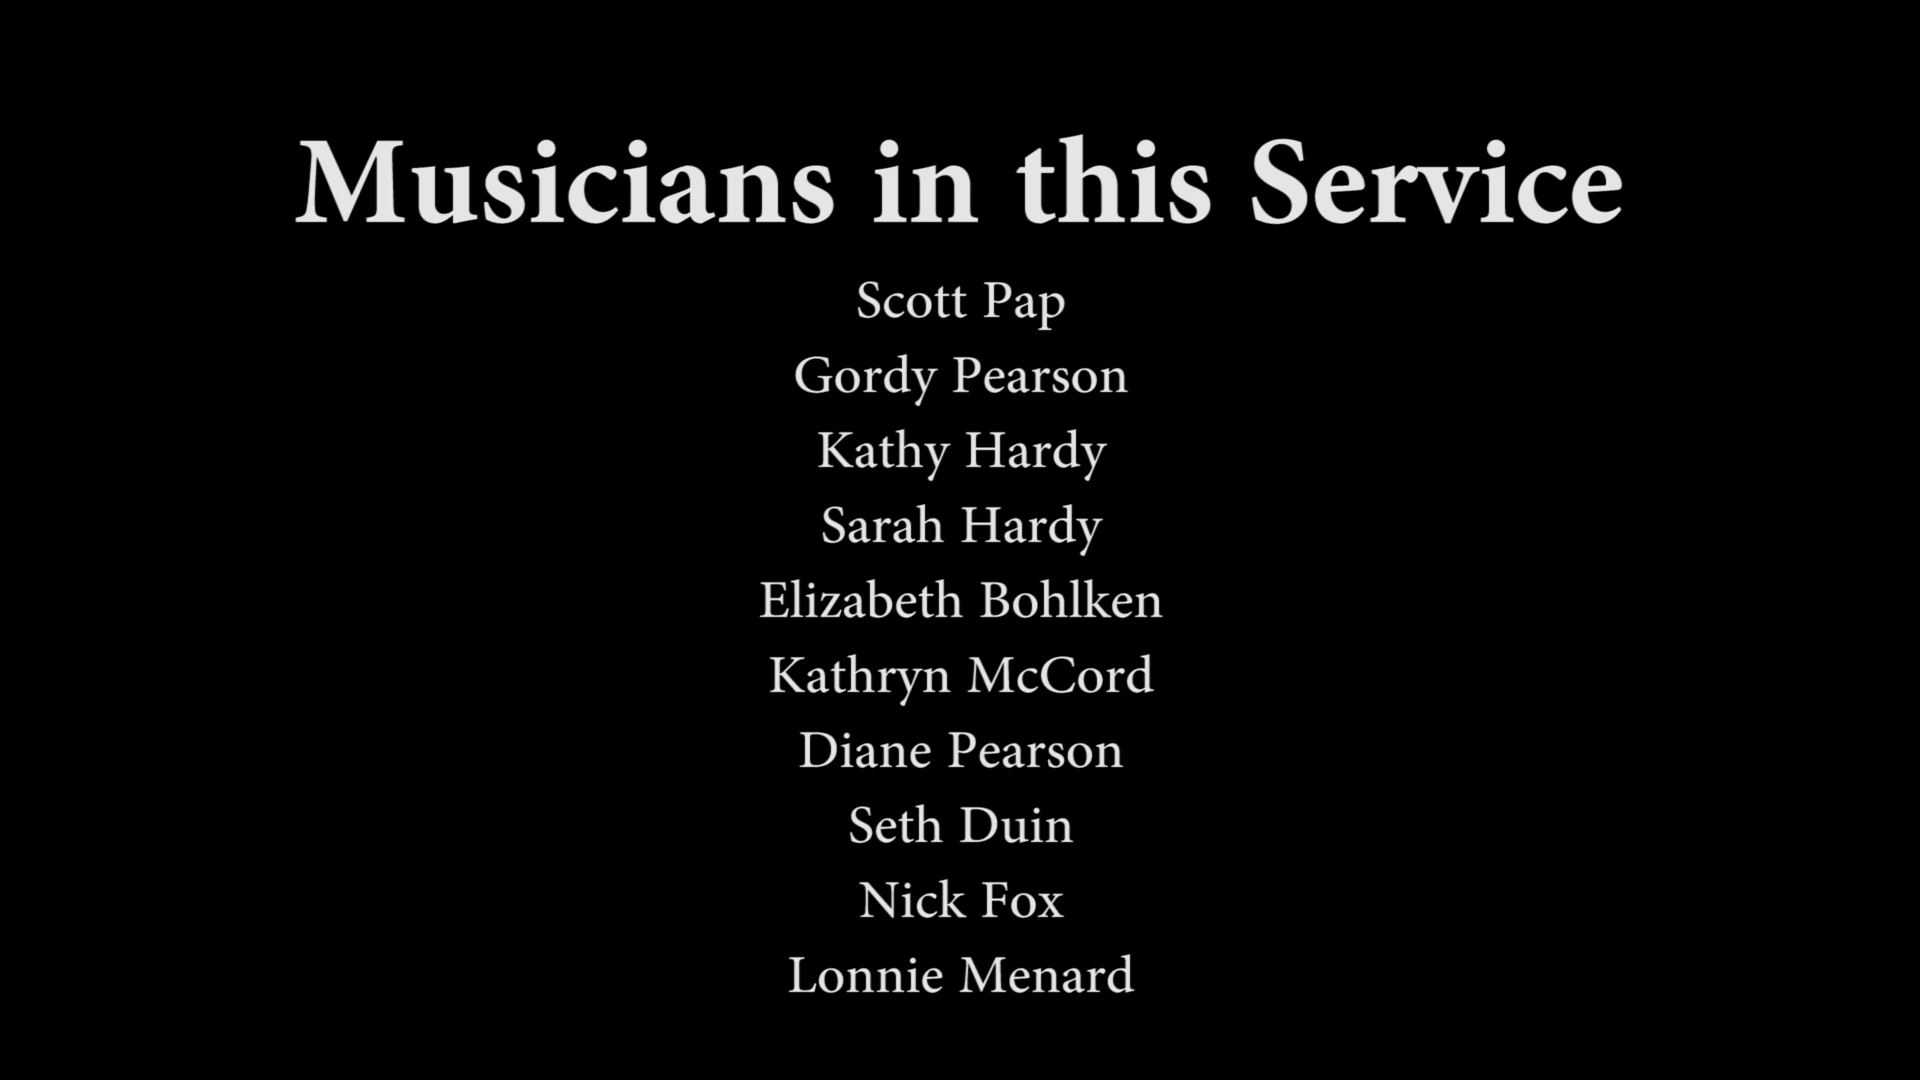 Musicians in this Service
Scott Pap
Gordy Pearson
Kathy Hardy
Sarah Hardy
Elizabeth Bohlken
Kathryn McCord
Diane Pearson
Seth Duin
Nick Fox
Lonnie Menard